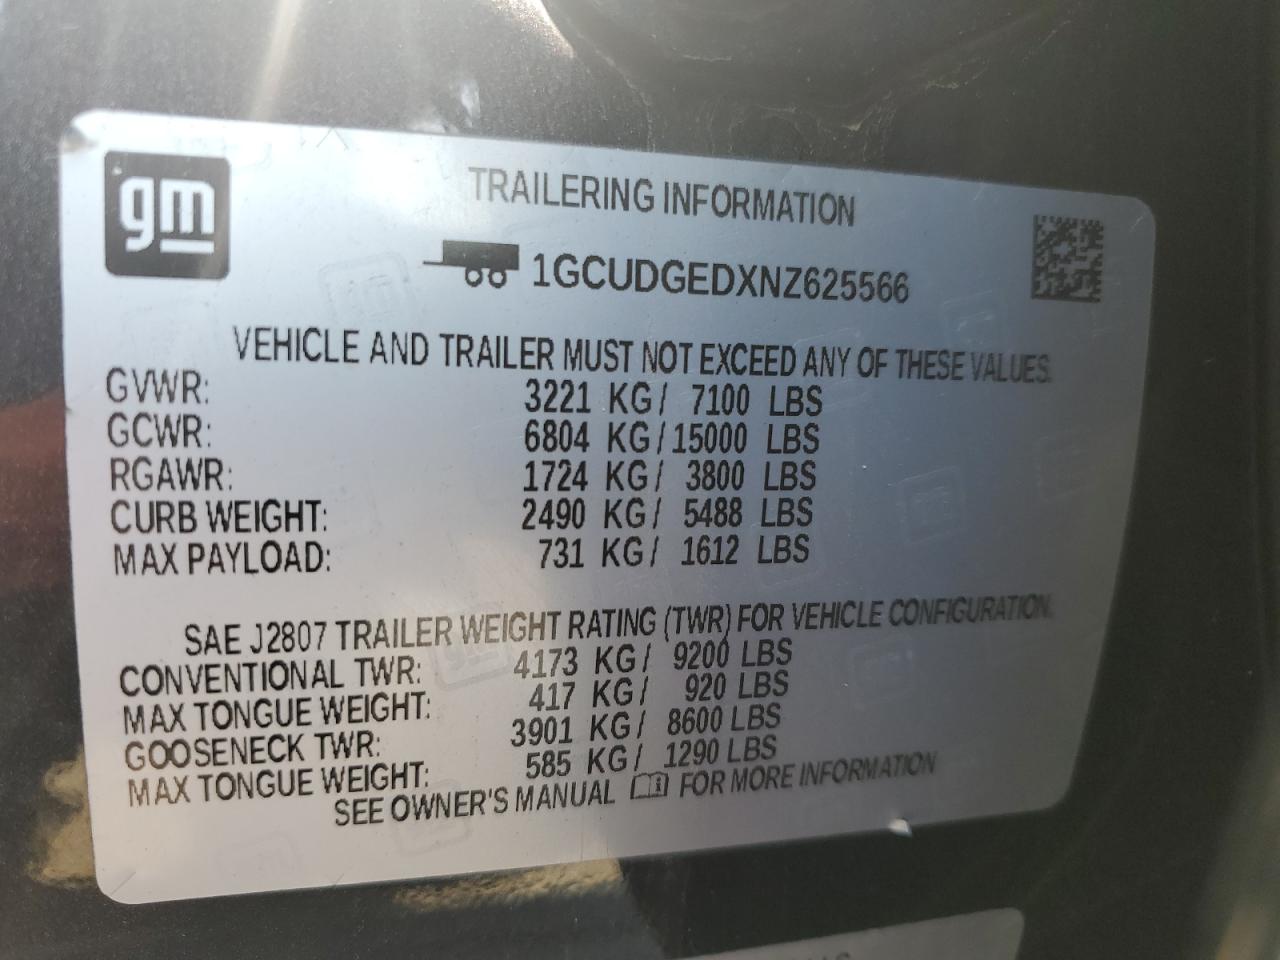 gm
TRAILERING INFORMATION
1GCUDGEDXNZ625566
VEHICLE AND TRAILER MUST NOT EXCEED ANY OF THESE VALUES.
GVWR: 3221 KG/ 7100 LBS
GCWR: 6804 KG/15000 LBS
RGAWR: 1724 KG/ 3800 LBS
CURB WEIGHT: 2490 KG/ 5488 LBS
MAX PAYLOAD: 731 KG/ 1612 LBS
SAE J2807 TRAILER WEIGHT RATING (TWR) FOR VEHICLE CONFIGURATION.
CONVENTIONAL TWR: 4173 KG/ 9200 LBS
MAX TONGUE WEIGHT: 417 KG/ 920 LBS
GOOSENECK TWR: 3901 KG/ 8600 LBS
MAX TONGUE WEIGHT: 585 KG/ 1290 LBS
SEE OWNER'S MANUAL FOR MORE INFORMATION